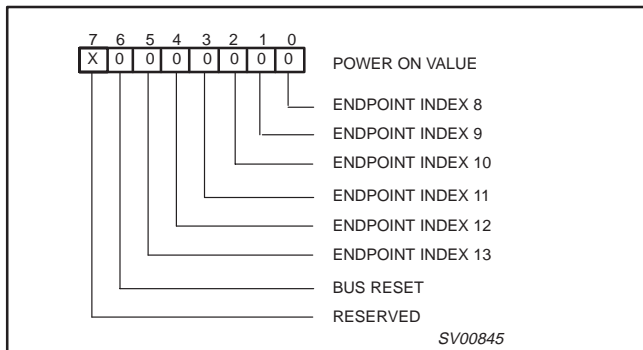 7 6 5 4 3 2 1 0
X 0 0 0 0 0 0 0 POWER ON VALUE
ENDPOINT INDEX 8
ENDPOINT INDEX 9
ENDPOINT INDEX 10
ENDPOINT INDEX 11
ENDPOINT INDEX 12
ENDPOINT INDEX 13
BUS RESET
RESERVED
SV00845